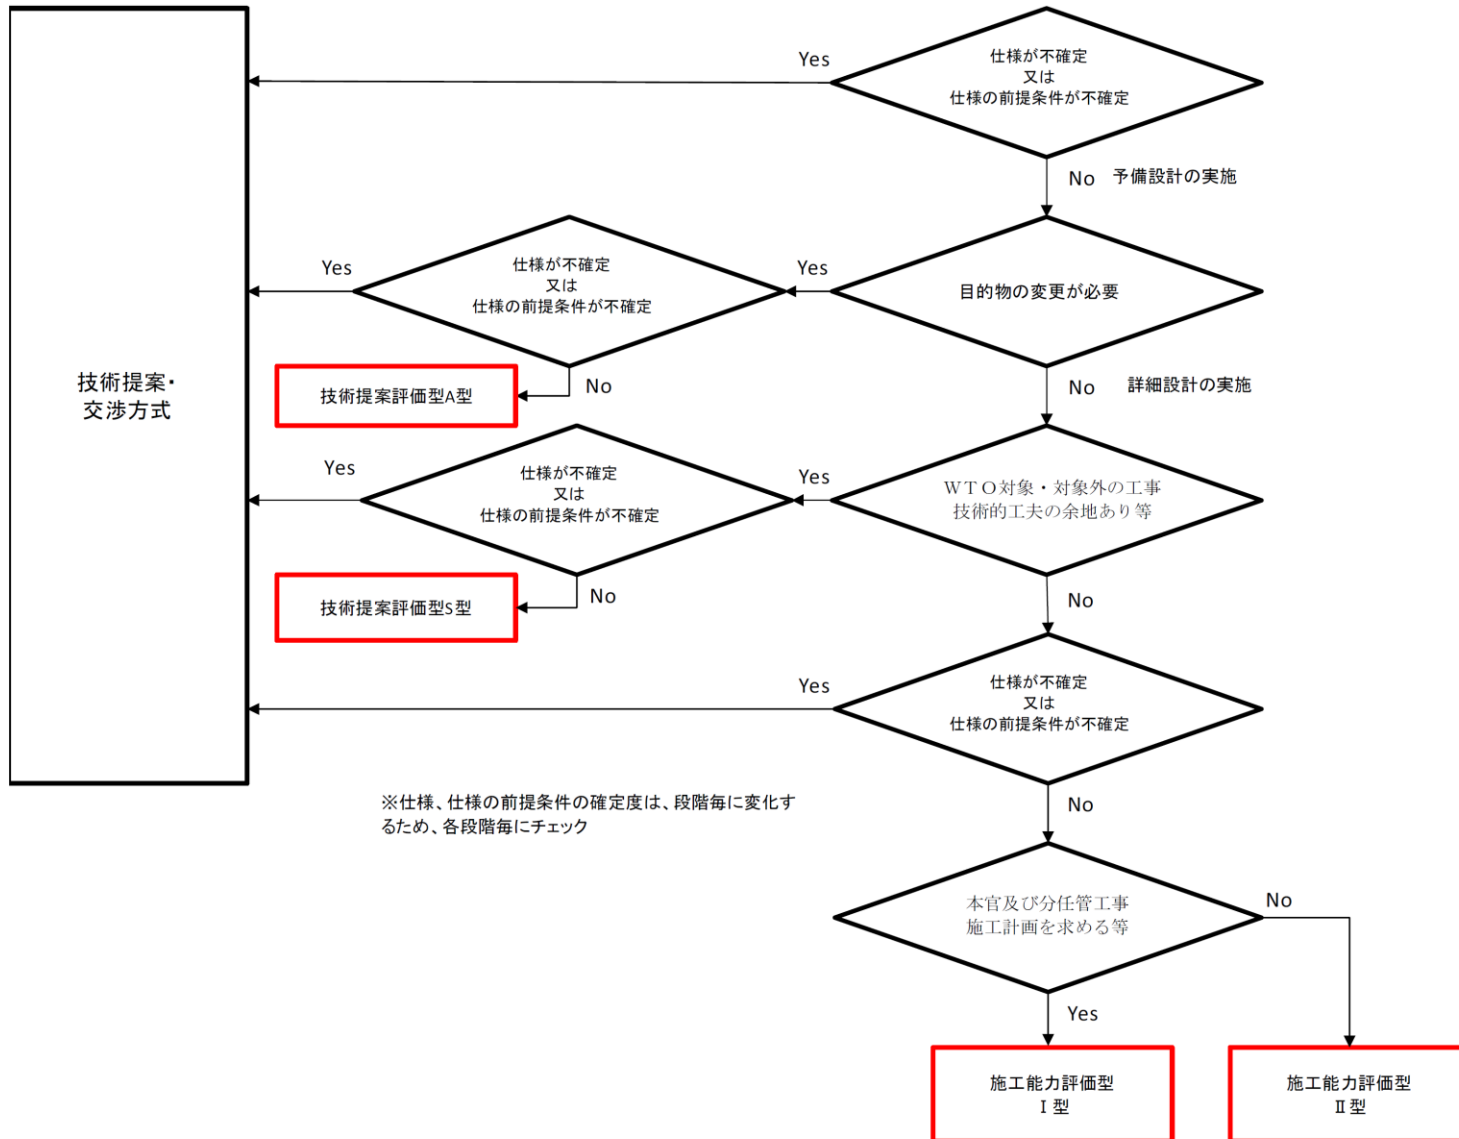 仕様が不確定
又は
仕様の前提条件が不確定
Yes
No 予備設計の実施
目的物の変更が必要
Yes
仕様が不確定
又は
仕様の前提条件が不確定
Yes
No
技術提案評価型A型
No 詳細設計の実施
技術提案・
交渉方式
WTO対象・対象外の工事
技術的工夫の余地あり等
Yes
仕様が不確定
又は
仕様の前提条件が不確定
Yes
No
技術提案評価型S型
No
仕様が不確定
又は
仕様の前提条件が不確定
Yes
No
※仕様、仕様の前提条件の確定度は、段階毎に変化す
るため、各段階毎にチェック
本官及び分任管工事
施工計画を求める等
No
Yes
施工能力評価型
Ⅰ型
施工能力評価型
Ⅱ型